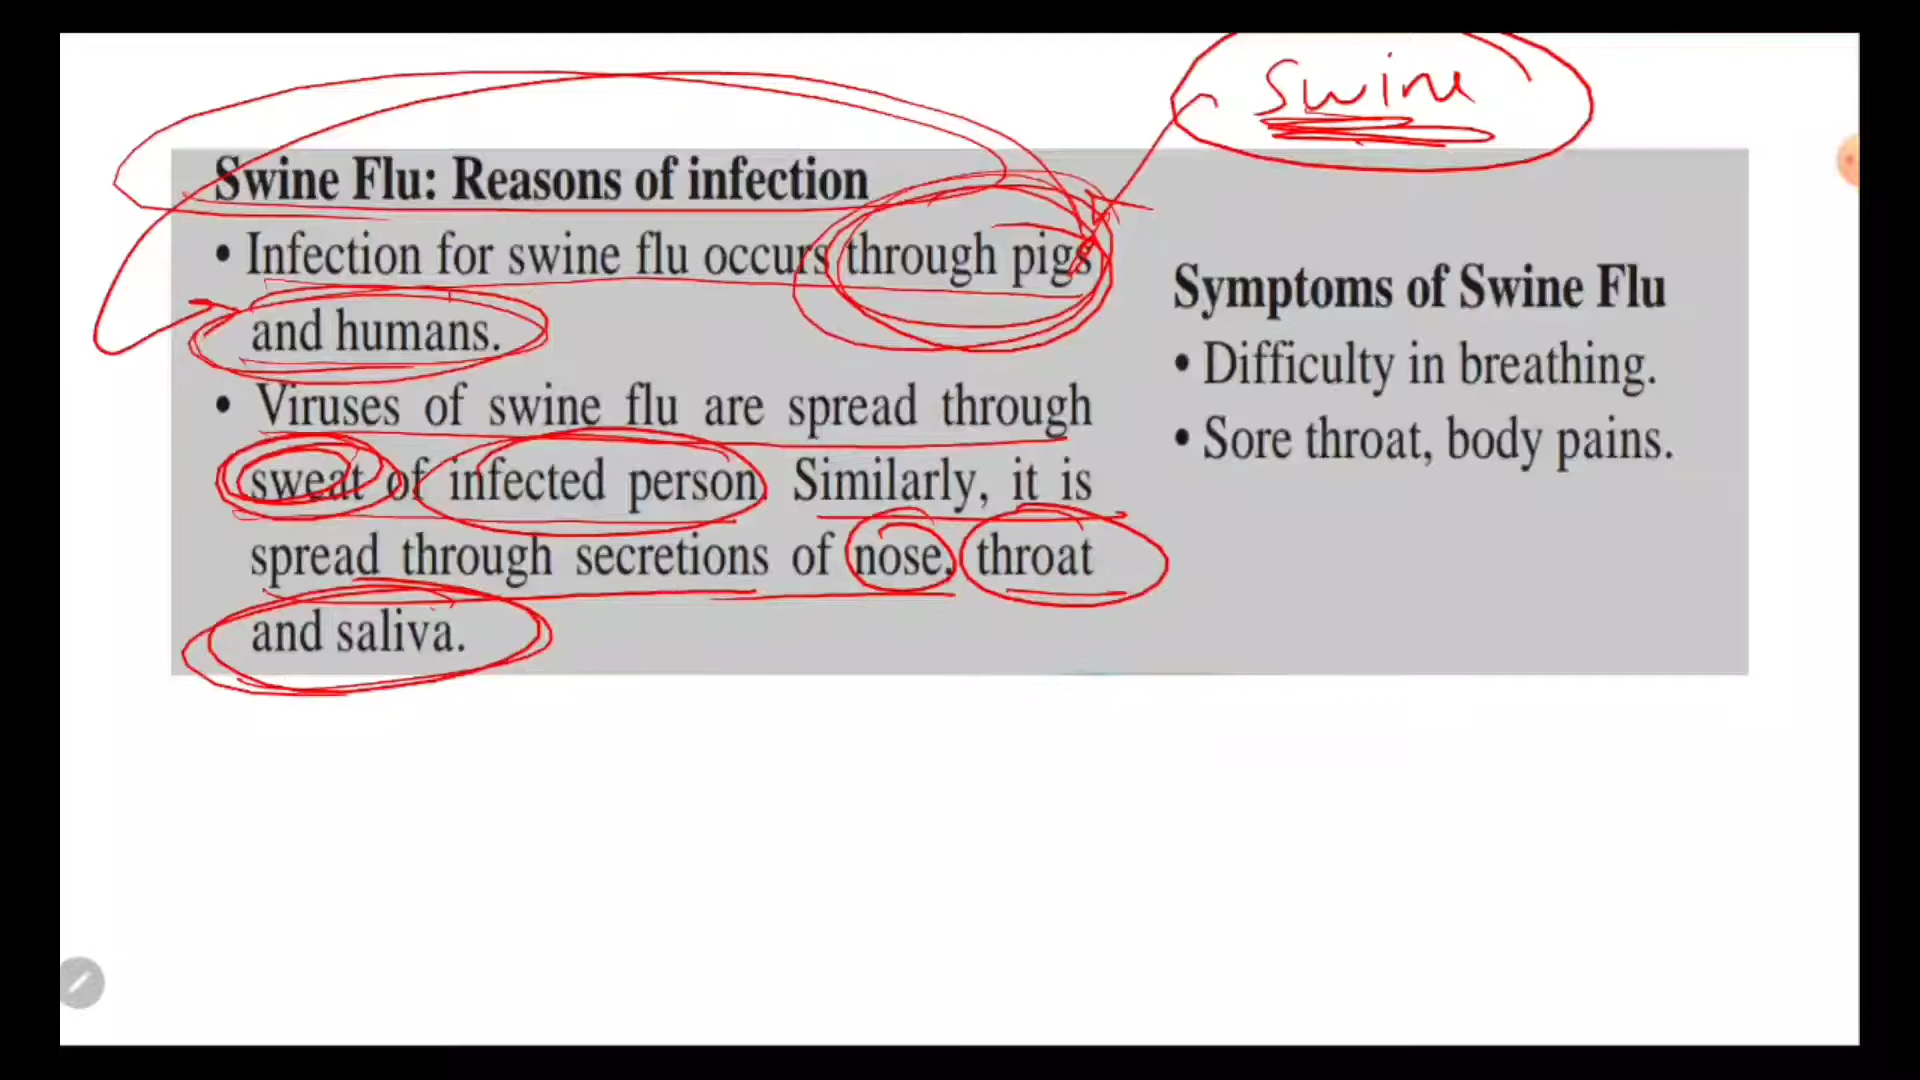 swine
Swine Flu: Reasons of infection
• Infection for swine flu occurs through pigs
and humans.
• Viruses of swine flu are spread through
sweat of infected person. Similarly, it is
spread through secretions of nose, throat
and saliva.
Symptoms of Swine Flu
• Difficulty in breathing.
• Sore throat, body pains.